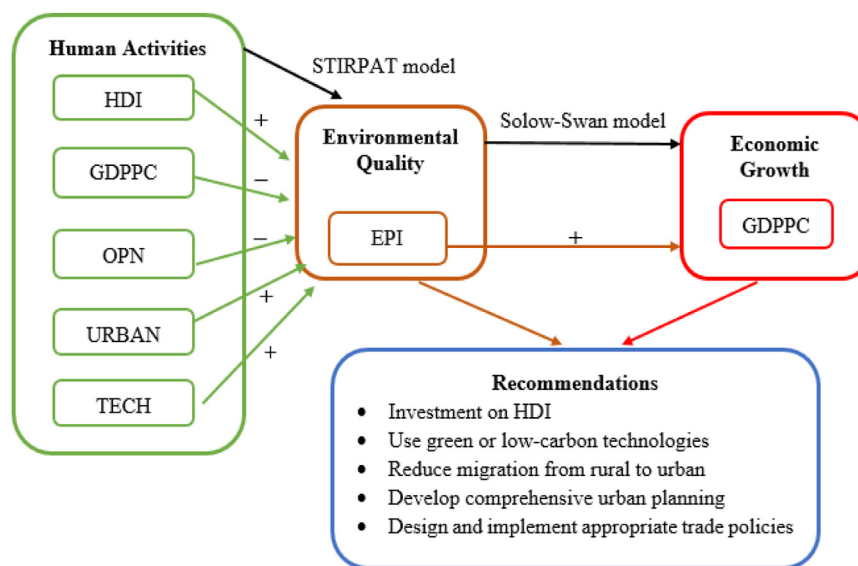 Human Activities
HDI
GDPPC
OPN
URBAN
TECH
STIRPAT model
+
−
−
+
+
Environmental
Quality
EPI
Solow-Swan model
+
Economic
Growth
GDPPC
Recommendations
• Investment on HDI
• Use green or low-carbon technologies
• Reduce migration from rural to urban
• Develop comprehensive urban planning
• Design and implement appropriate trade policies